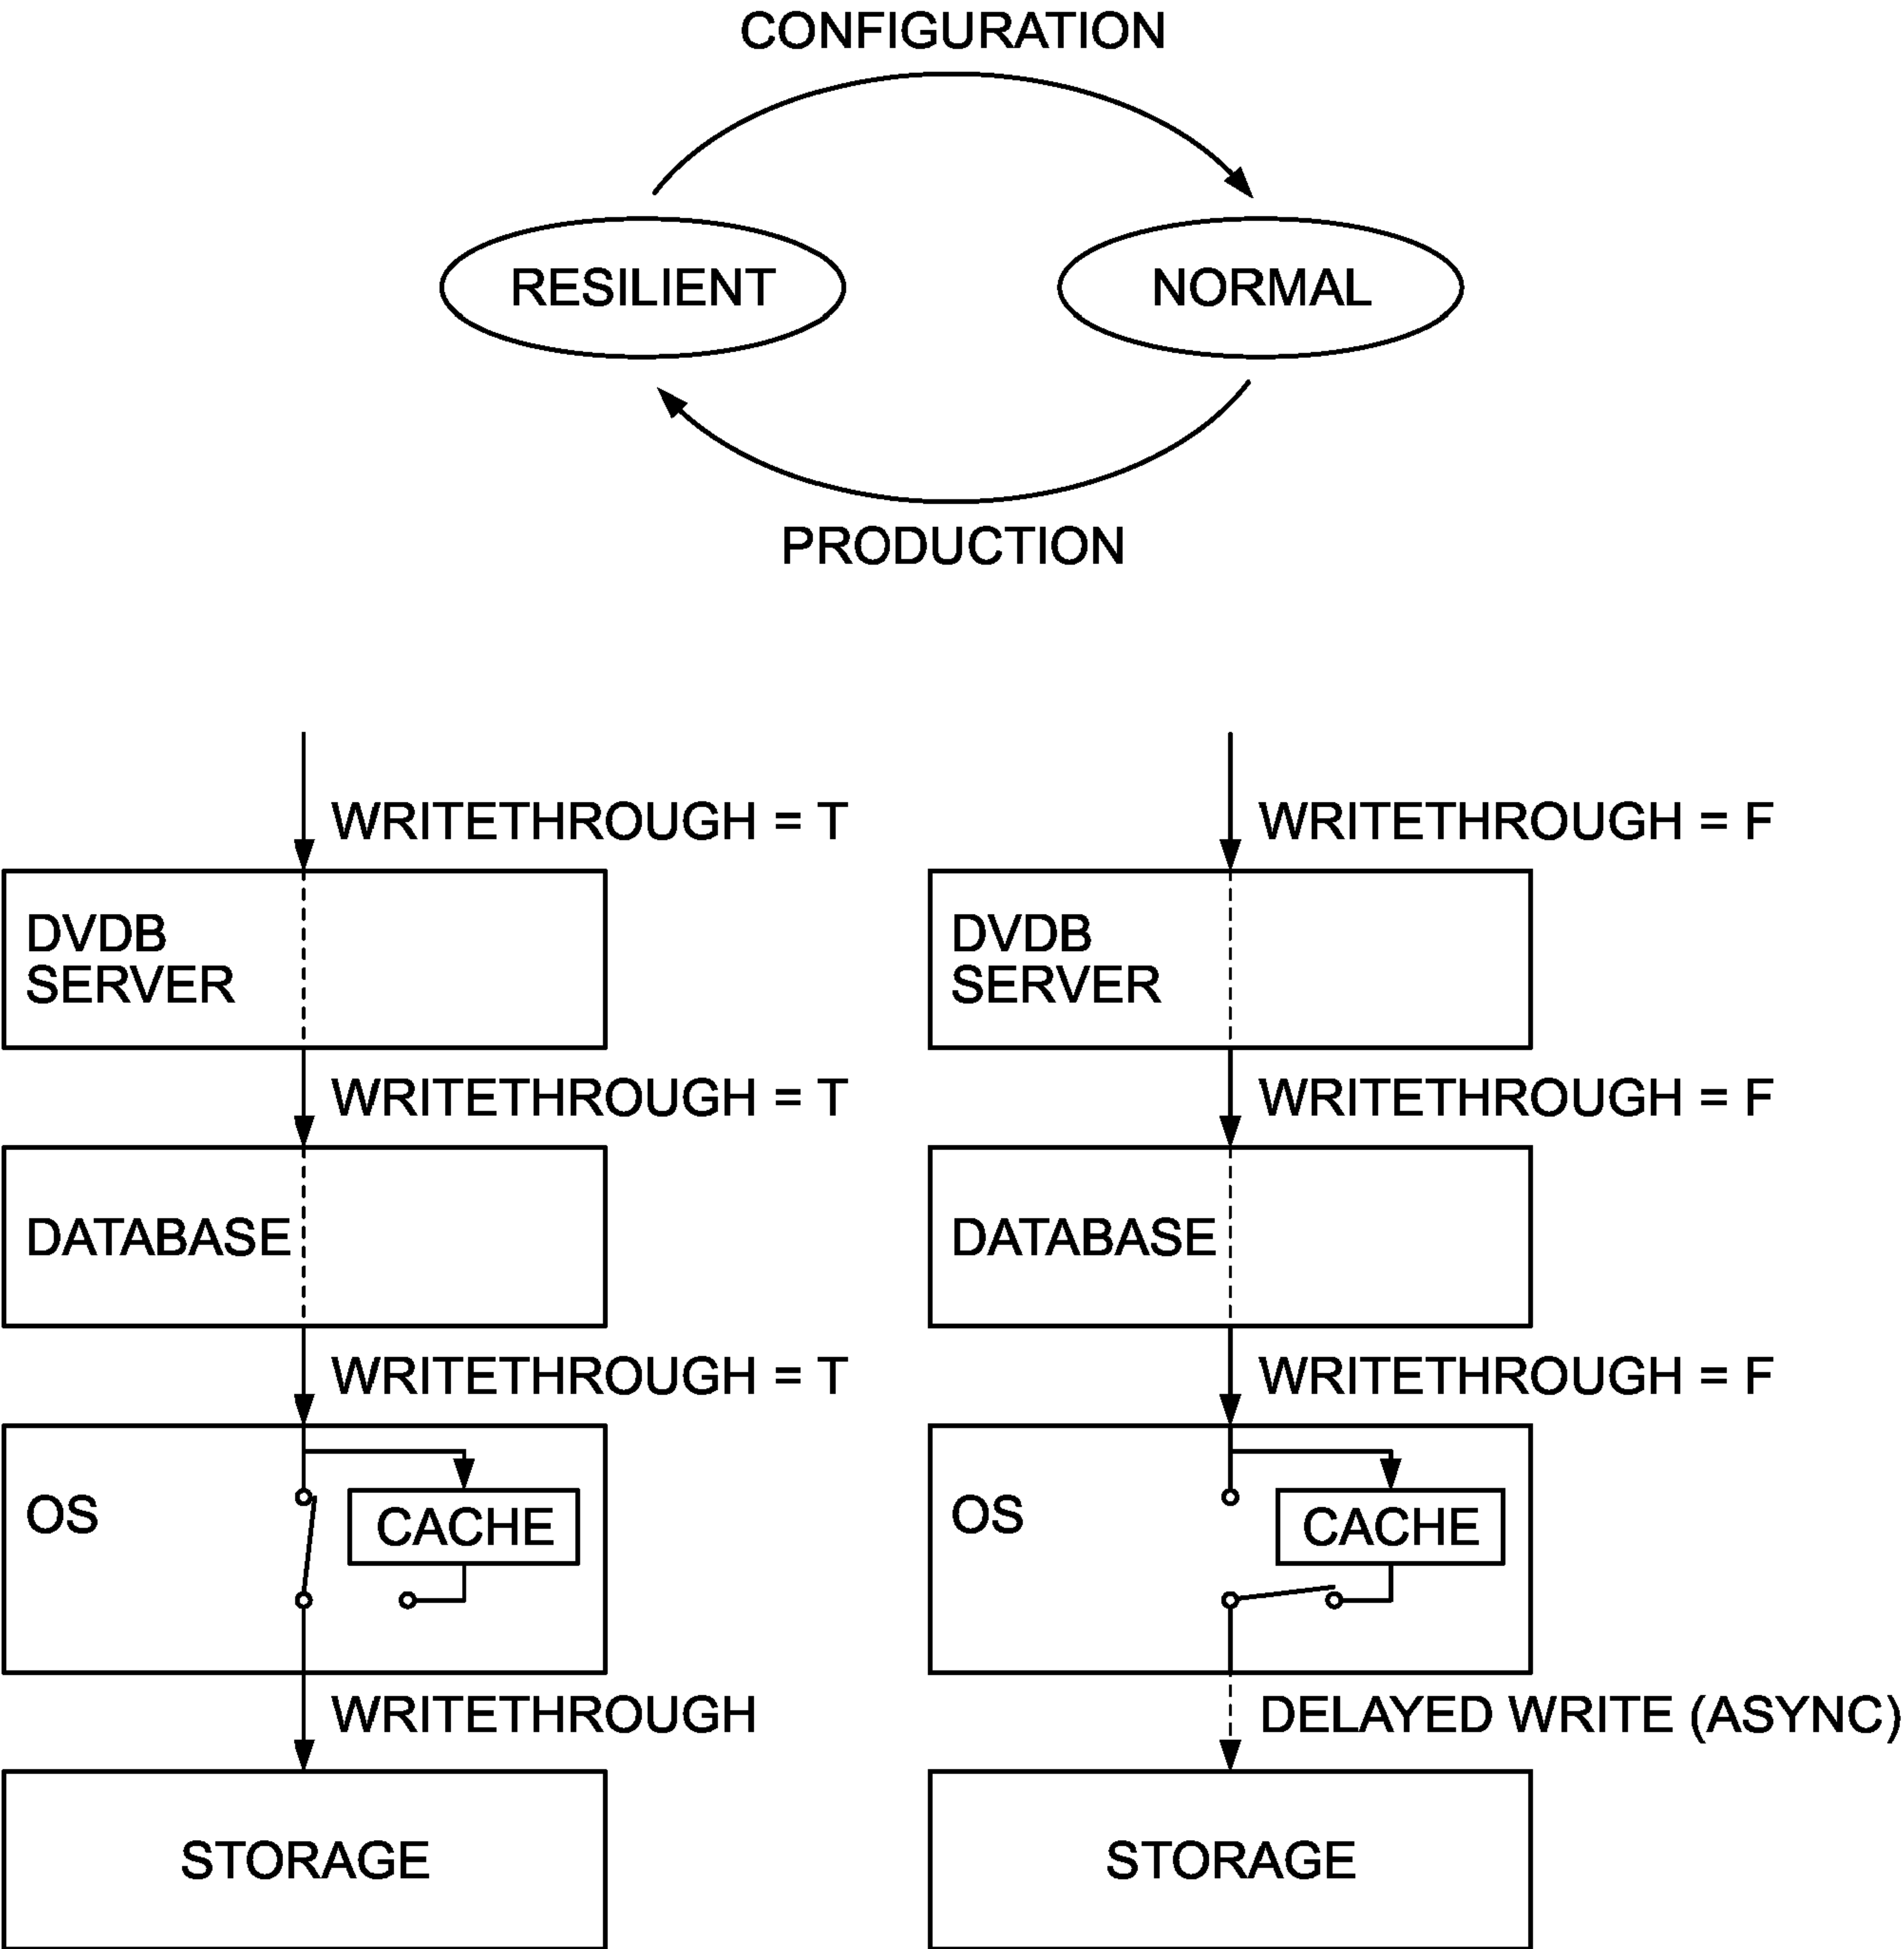 CONFIGURATION
RESILIENT
NORMAL
PRODUCTION
WRITETHROUGH = T
DVDB
SERVER
WRITETHROUGH = T
DATABASE
WRITETHROUGH = T
OS
CACHE
WRITETHROUGH
STORAGE
WRITETHROUGH = F
DVDB
SERVER
WRITETHROUGH = F
DATABASE
WRITETHROUGH = F
OS
CACHE
DELAYED WRITE (ASYNC)
STORAGE